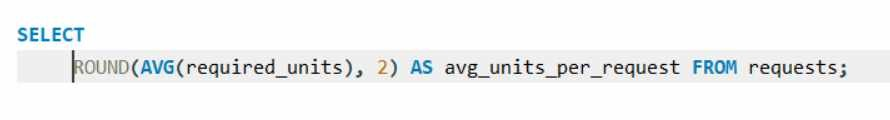 SELECT
ROUND(AVG(required_units), 2) AS avg_units_per_request FROM requests;